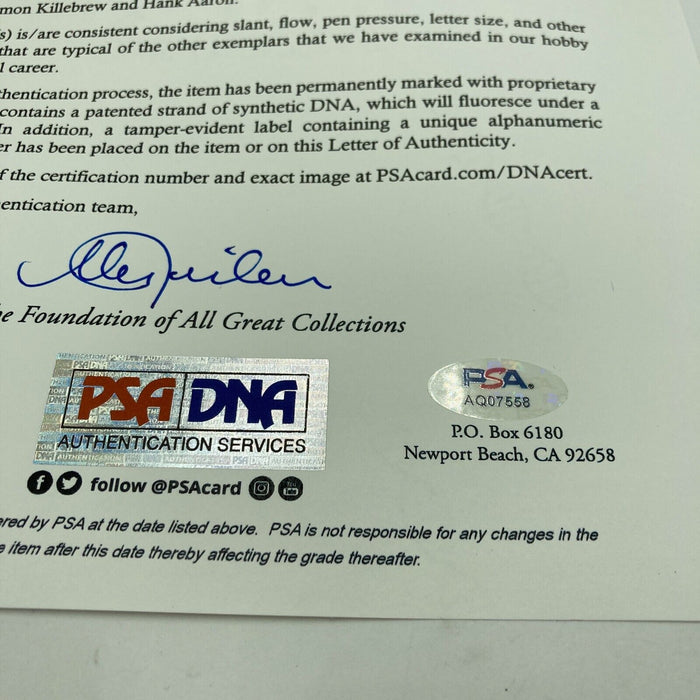 mon Killebrew and Hank Aaron.
s) is/are consistent considering slant, flow, pen pressure, letter size, and other
that are typical of the other exemplars that we have examined in our hobby
l career.
hentication process, the item has been permanently marked with proprietary
contains a patented strand of synthetic DNA, which will fluoresce under a
In addition, a tamper-evident label containing a unique alphanumeric
er has been placed on the item or on this Letter of Authenticity.
f the certification number and exact image at PSAcard.com/DNAcert.
entication team,
e Foundation of All Great Collections
PSA DNA
AUTHENTICATION SERVICES
PSA.
AQ07558
P.O. Box 6180
Newport Beach, CA 92658
follow @PSAcard
You Tube
ered by PSA at the date listed above. PSA is not responsible for any changes in the
e item after this date thereby affecting the grade thereafter.